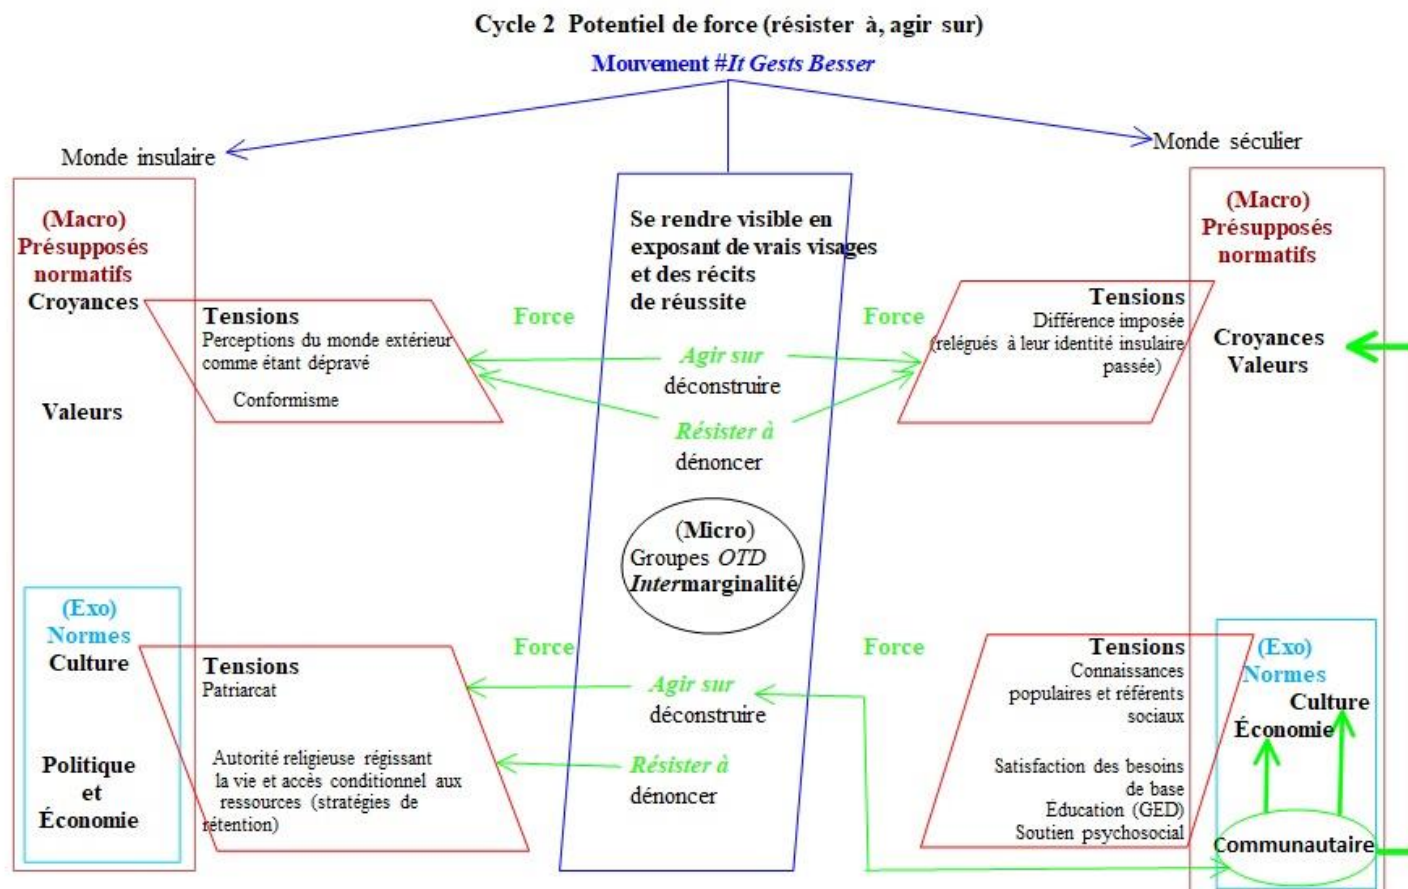 Cycle 2 Potentiel de force (résister à, agir sur)
Mouvement #It Gests Besser
Monde insulaire
Monde séculier
(Macro)
Présupposés
normatifs
Croyances
Valeurs
Tensions
Perceptions du monde extérieur
comme étant dépravé
Conformisme
Force
Se rendre visible en
exposant de vrais visages
et des récits
de réussite
Agir sur
déconstruire
Résister à
dénoncer
Force
Tensions
Différence imposée
(relégués à leur identité insulaire
passée)
(Macro)
Présupposés
normatifs
Croyances
Valeurs
(Micro)
Groupes OTD
Intermarginalité
(Exo)
Normes
Culture
Politique
et
Économie
Tensions
Patriarcat
Autorité religieuse régissant
la vie et accès conditionnel aux
ressources (stratégies de
rétention)
Force
Agir sur
déconstruire
Résister à
dénoncer
Force
Tensions
Connaissances
populaires et référents
sociaux
Satisfaction des besoins
de base
Éducation (GED)
Soutien psychosocial
(Exo)
Normes
Culture
Économie
Communautaire